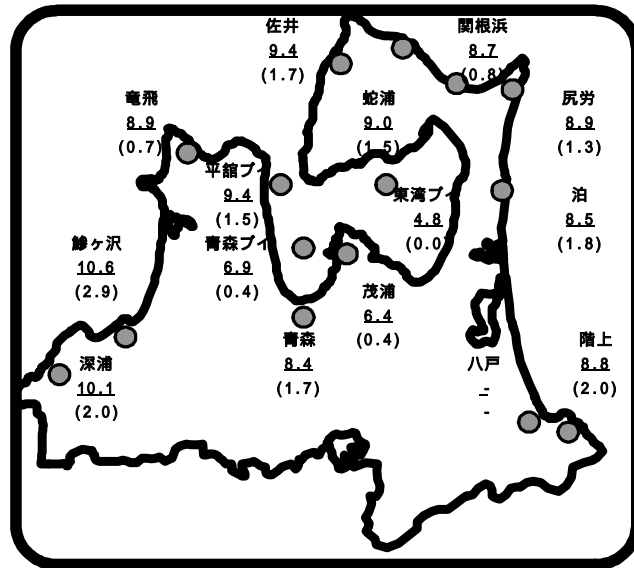 佐井
9.4
(1.7)
関根浜
8.7
(0.8)
竜飛
8.9
(0.7)
蛇浦
9.0
(1.5)
尻労
8.9
(1.3)
平舘ブイ
9.4
(1.5)
東湾ブイ
4.8
(0.0)
泊
8.5
(1.8)
鰺ヶ沢
10.6
(2.9)
青森ブイ
6.9
(0.4)
茂浦
6.4
(0.4)
青森
8.4
(1.7)
八戸
-
-
階上
8.8
(2.0)
深浦
10.1
(2.0)